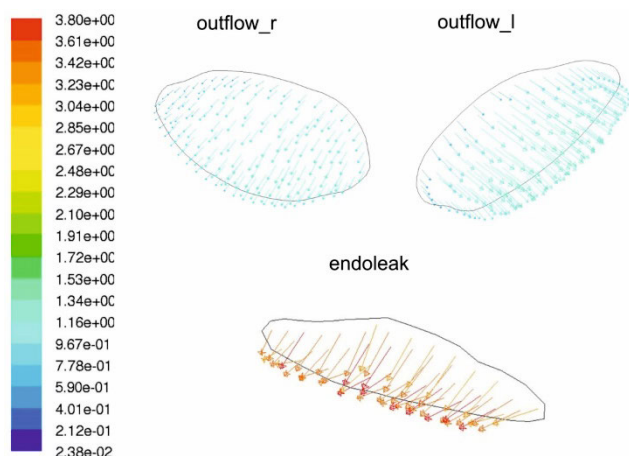 outflow_r
outflow_l
endoleak
3.80e+00
3.61e+00
3.42e+00
3.23e+00
3.04e+00
2.85e+00
2.67e+00
2.48e+00
2.29e+00
2.10e+00
1.91e+00
1.72e+00
1.53e+00
1.34e+00
1.16e+00
9.67e-01
7.78e-01
5.90e-01
4.01e-01
2.12e-01
2.38e-02